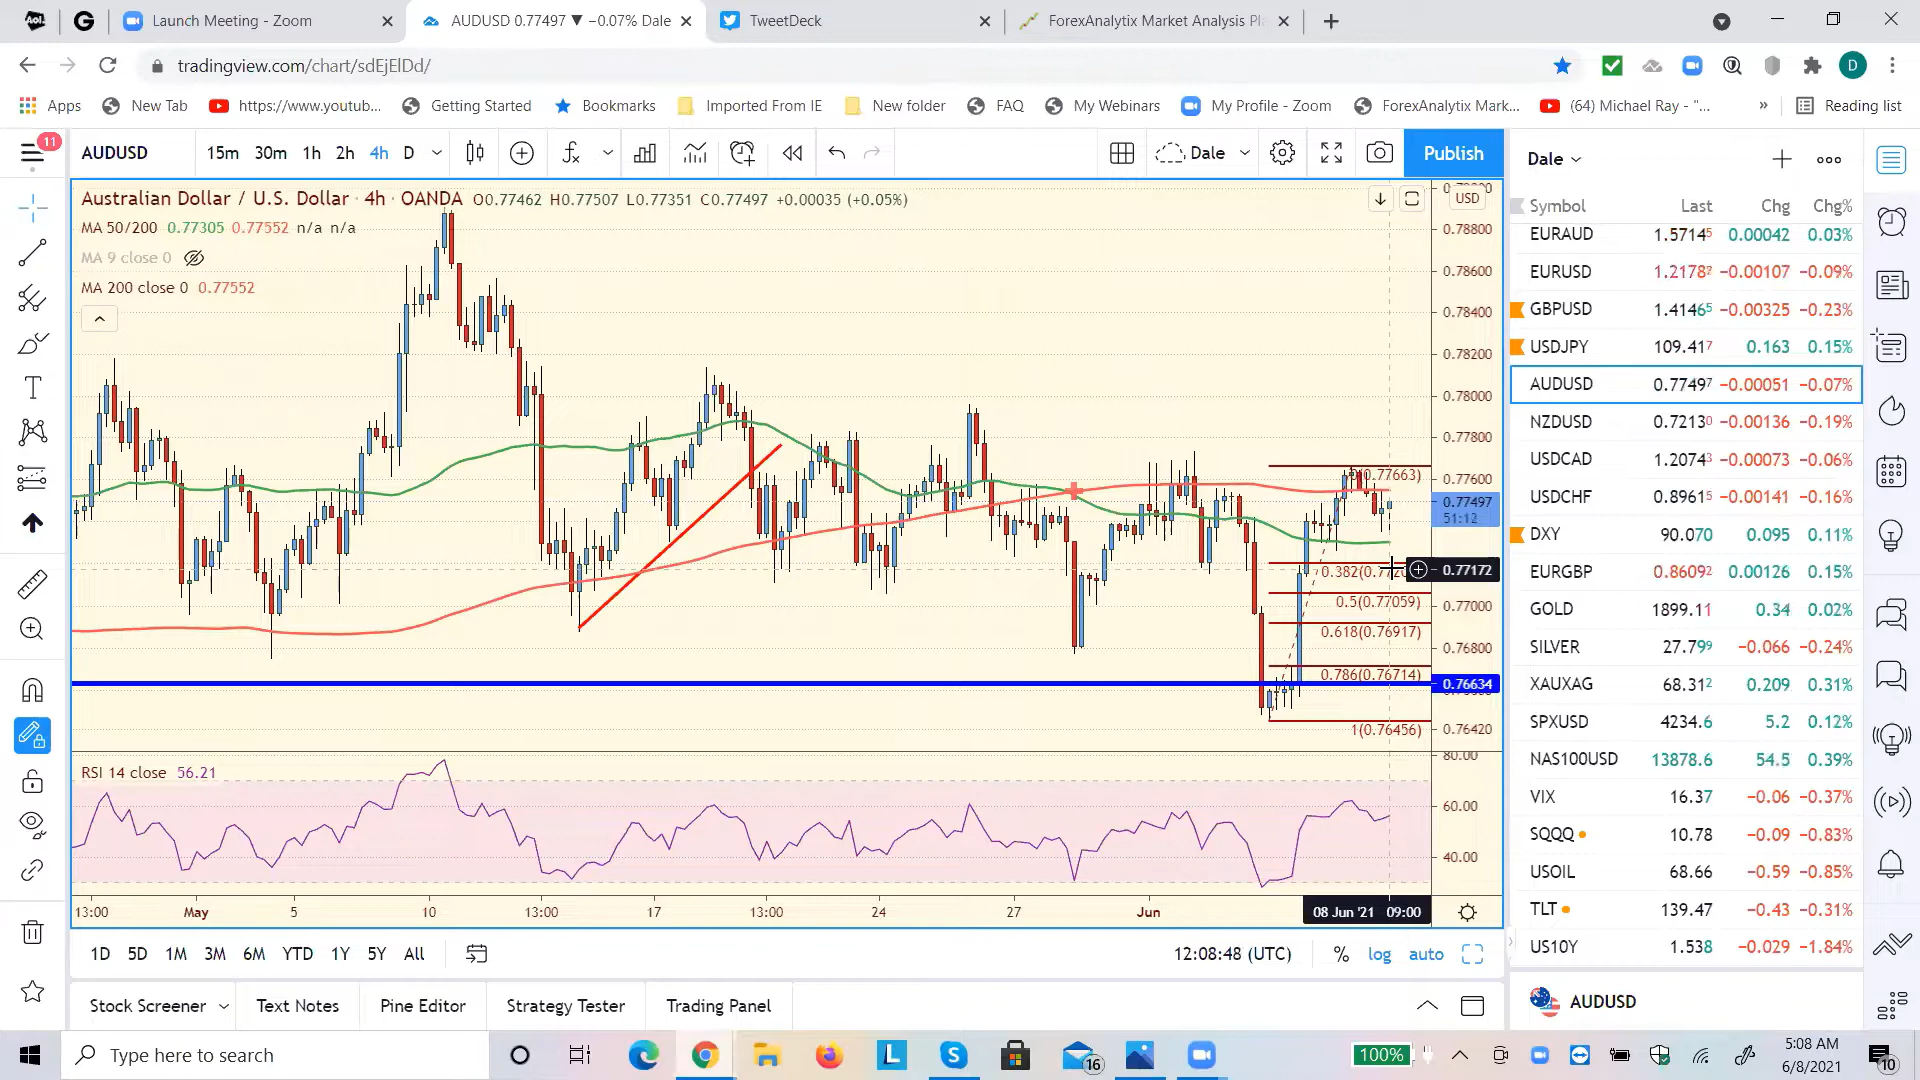 Launch Meeting - Zoom
AUDUSD 0.77497 ▼ −0.07% Dale
TweetDeck
ForexAnalytix Market Analysis Pla
tradingview.com/chart/sdEjElDd/
D
Apps
New Tab
https://www.youtub...
Getting Started
Bookmarks
Imported From IE
New folder
FAQ
My Webinars
My Profile - Zoom
ForexAnalytix Mark...
(64) Michael Ray - "...
»
Reading list
11
AUDUSD
15m 30m 1h 2h 4h D
Dale
Publish
Dale
Australian Dollar / U.S. Dollar · 4h · OANDA O0.77462 H0.77507 L0.77351 C0.77497 +0.00035 (+0.05%)
MA 50/200 0.77305 0.77552 n/a n/a
MA 9 close 0
MA 200 close 0 0.77552
USD
0.78800
0.78600
0.78400
0.78200
0.78000
0.77800
0.77600
0.77497
51:12
0.77172
0.77000
0.76800
0.76634
0.76420
0(0.77663)
0.5(0.77059)
0.618(0.76917)
0.786(0.76714)
1(0.76456)
RSI 14 close 56.21
80.00
60.00
40.00
13:00 May 5 10 13:00 17 13:00 24 27 Jun 08 Jun '21 09:00
1D 5D 1M 3M 6M YTD 1Y 5Y All
12:08:48 (UTC) % log auto
Stock Screener Text Notes Pine Editor Strategy Tester Trading Panel
Symbol Last Chg Chg%
EURAUD 1.57145 0.00042 0.03%
EURUSD 1.21782 −0.00107 −0.09%
GBPUSD 1.41465 −0.00325 −0.23%
USDJPY 109.417 0.163 0.15%
AUDUSD 0.77497 −0.00051 −0.07%
NZDUSD 0.72130 −0.00136 −0.19%
USDCAD 1.20743 −0.00073 −0.06%
USDCHF 0.89615 −0.00141 −0.16%
DXY 90.070 0.095 0.11%
EURGBP 0.86092 0.00126 0.15%
GOLD 1899.11 0.34 0.02%
SILVER 27.799 −0.066 −0.24%
XAUXAG 68.312 0.209 0.31%
SPXUSD 4234.6 5.2 0.12%
NAS100USD 13878.6 54.5 0.39%
VIX 16.37 −0.06 −0.37%
SQQQ 10.78 −0.09 −0.83%
USOIL 68.66 −0.59 −0.85%
TLT 139.47 −0.43 −0.31%
US10Y 1.538 −0.029 −1.84%
AUDUSD
Type here to search
16
100%
5:08 AM
6/8/2021
10